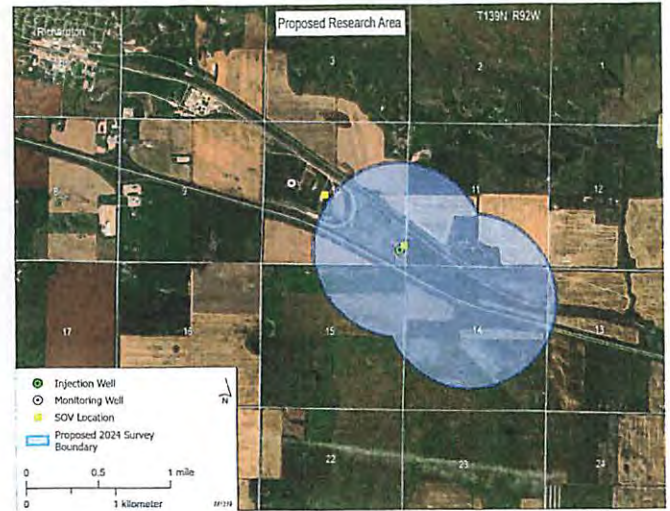 Proposed Research Area
T139N R92W
Richardton
4
3
2
1
8
9
11
12
17
16
15
14
13
22
23
24
Injection Well
Monitoring Well
SOV Location
Proposed 2024 Survey
Boundary
N
0 0.5 1 mile
0 1 kilometer